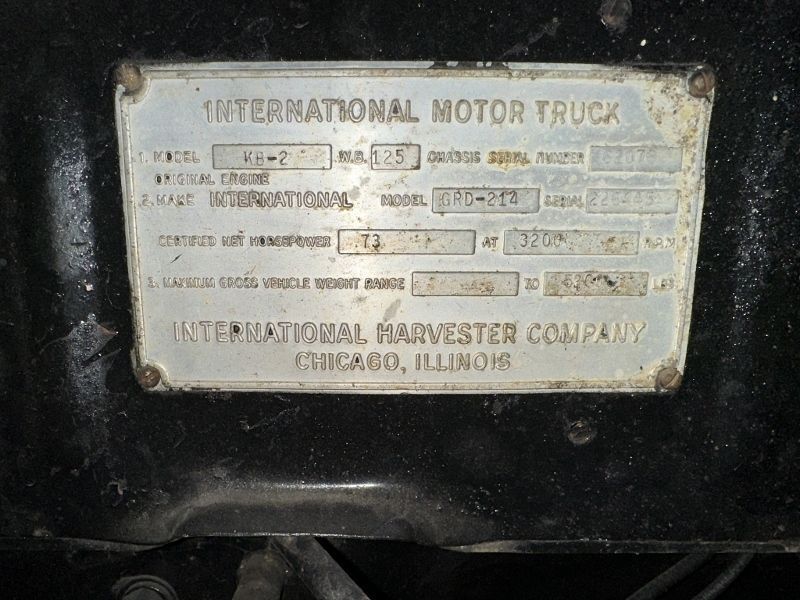 INTERNATIONAL MOTOR TRUCK
1. MODEL KB-2 W.B. 125 CHASSIS SERIAL NUMBER
ORIGINAL ENGINE
2. MAKE INTERNATIONAL MODEL GRD-214 SERIAL
CERTIFIED NET HORSEPOWER 73 AT 3200 R.P.M.
3. MAXIMUM GROSS VEHICLE WEIGHT RANGE TO LBS.
INTERNATIONAL HARVESTER COMPANY
CHICAGO, ILLINOIS